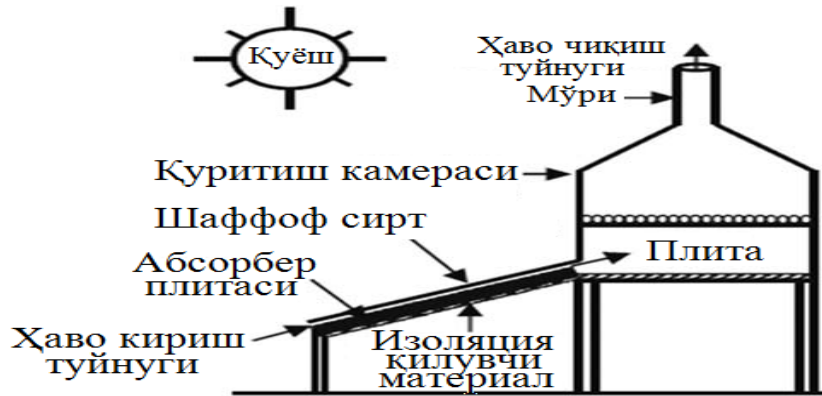 Қуёш
Ҳаво чиқиш
туйнуги
Мўри
Қуритиш камераси
Шаффоф сирт
Плита
Абсорбер
плитаси
Ҳаво кириш
туйнуги
Изоляция
қилувчи
материал